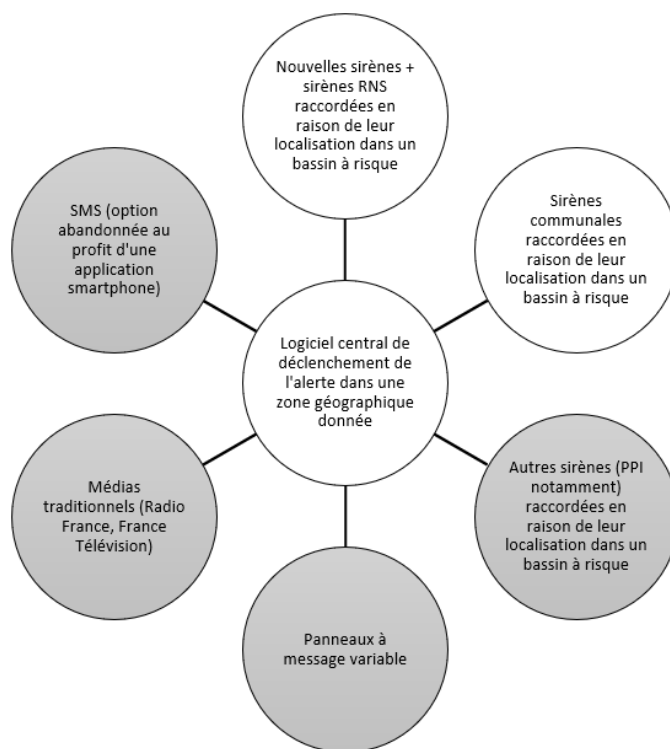 Nouvelles sirènes +
sirènes RNS
raccordées en
raison de leur
localisation dans un
bassin à risque
SMS (option
abandonnée au
profit d'une
application
smartphone)
Sirènes
communales
raccordées en
raison de leur
localisation dans un
bassin à risque
Logiciel central de
déclenchement de
l'alerte dans une
zone géographique
donnée
Médias
traditionnels (Radio
France, France
Télévision)
Autres sirènes (PPI
notamment)
raccordées en
raison de leur
localisation dans un
bassin à risque
Panneaux à
message variable